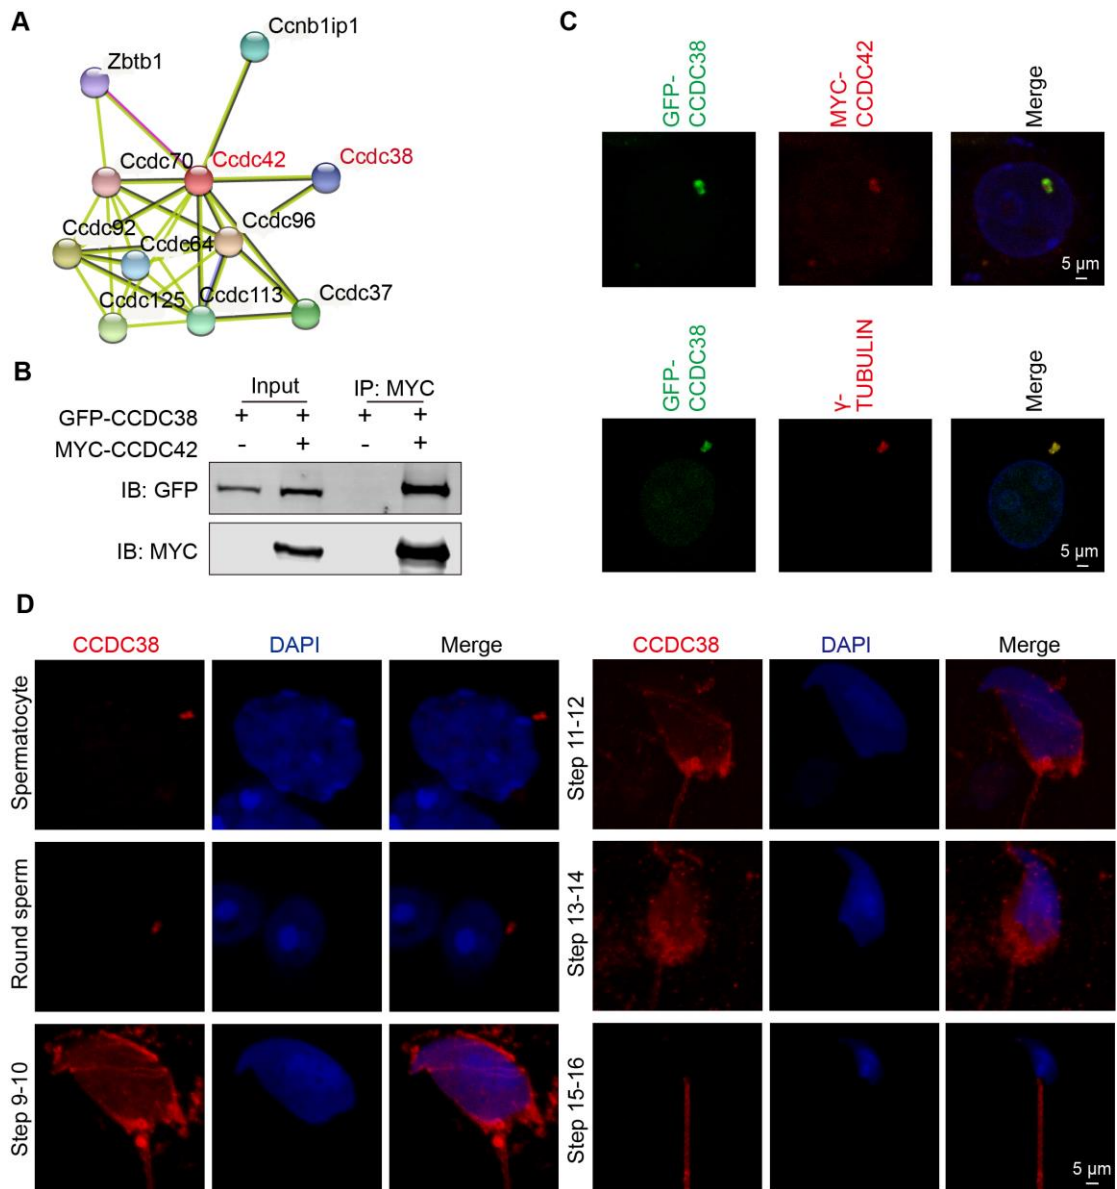 A
Ccnb1ip1
Zbtb1
Ccdc70
Ccdc42
Ccdc38
Ccdc92
Ccdc96
Ccdc64
Ccdc125
Ccdc113
Ccdc37
B
Input
IP: MYC
GFP-CCDC38 + + + +
MYC-CCDC42 - + - +
IB: GFP
IB: MYC
C
GFP-
CCDC38
MYC-
CCDC42
Merge
5 μm
GFP-
CCDC38
γ-
TUBULIN
Merge
5 μm
D
CCDC38
DAPI
Merge
Spermatocyte
Round sperm
Step 9-10
CCDC38
DAPI
Merge
Step 11-12
Step 13-14
Step 15-16
5 μm